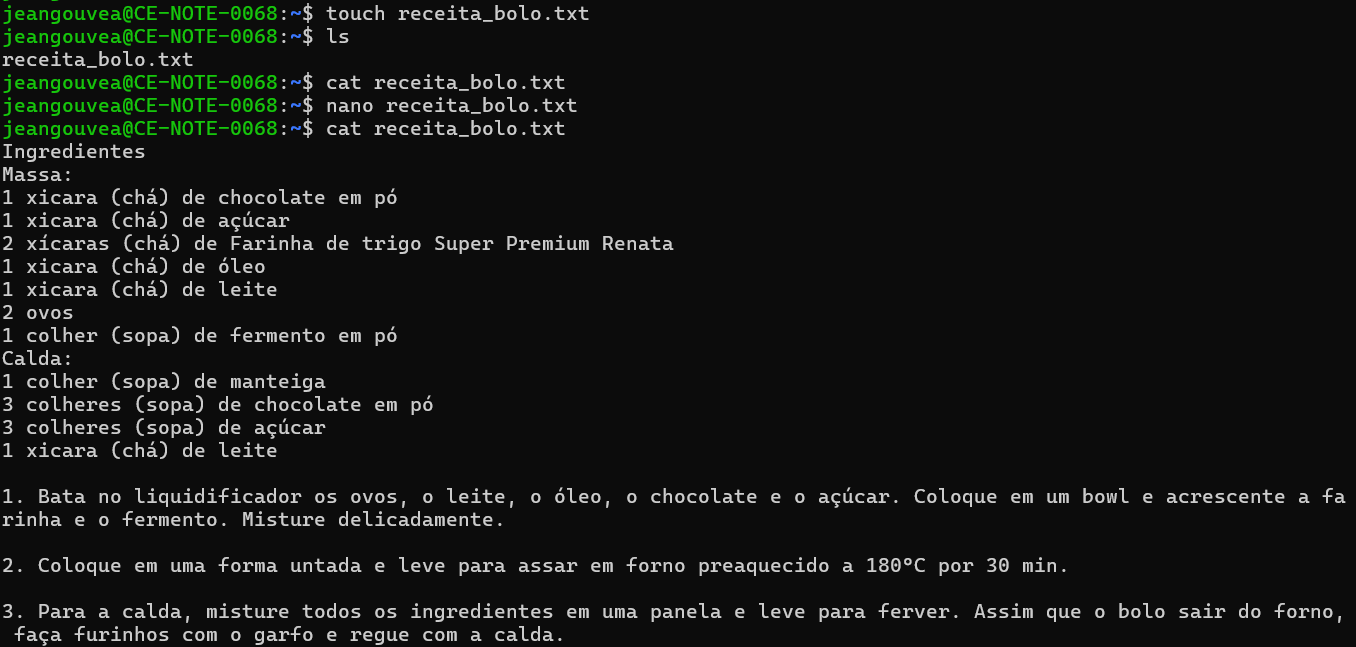 jeangouvea@CE-NOTE-0068:~$ touch receita_bolo.txt
jeangouvea@CE-NOTE-0068:~$ ls
receita_bolo.txt
jeangouvea@CE-NOTE-0068:~$ cat receita_bolo.txt
jeangouvea@CE-NOTE-0068:~$ nano receita_bolo.txt
jeangouvea@CE-NOTE-0068:~$ cat receita_bolo.txt
Ingredientes
Massa:
1 xicara (chá) de chocolate em pó
1 xicara (chá) de açúcar
2 xícaras (chá) de Farinha de trigo Super Premium Renata
1 xicara (chá) de óleo
1 xicara (chá) de leite
2 ovos
1 colher (sopa) de fermento em pó
Calda:
1 colher (sopa) de manteiga
3 colheres (sopa) de chocolate em pó
3 colheres (sopa) de açúcar
1 xicara (chá) de leite
1. Bata no liquidificador os ovos, o leite, o óleo, o chocolate e o açúcar. Coloque em um bowl e acrescente a fa
rinha e o fermento. Misture delicadamente.
2. Coloque em uma forma untada e leve para assar em forno preaquecido a 180°C por 30 min.
3. Para a calda, misture todos os ingredientes em uma panela e leve para ferver. Assim que o bolo sair do forno,
faça furinhos com o garfo e regue com a calda.